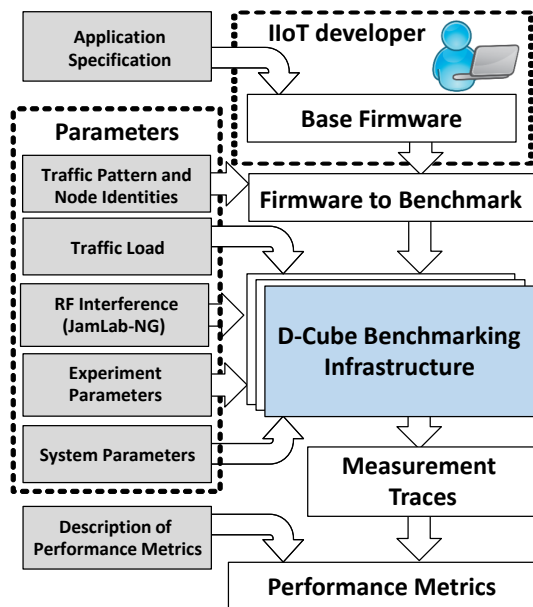 Application
Specification
IIoT developer
Base Firmware
Parameters
Traffic Pattern and
Node Identities
Firmware to Benchmark
Traffic Load
RF Interference
(JamLab-NG)
D-Cube Benchmarking
Infrastructure
Experiment
Parameters
System Parameters
Measurement
Traces
Description of
Performance Metrics
Performance Metrics